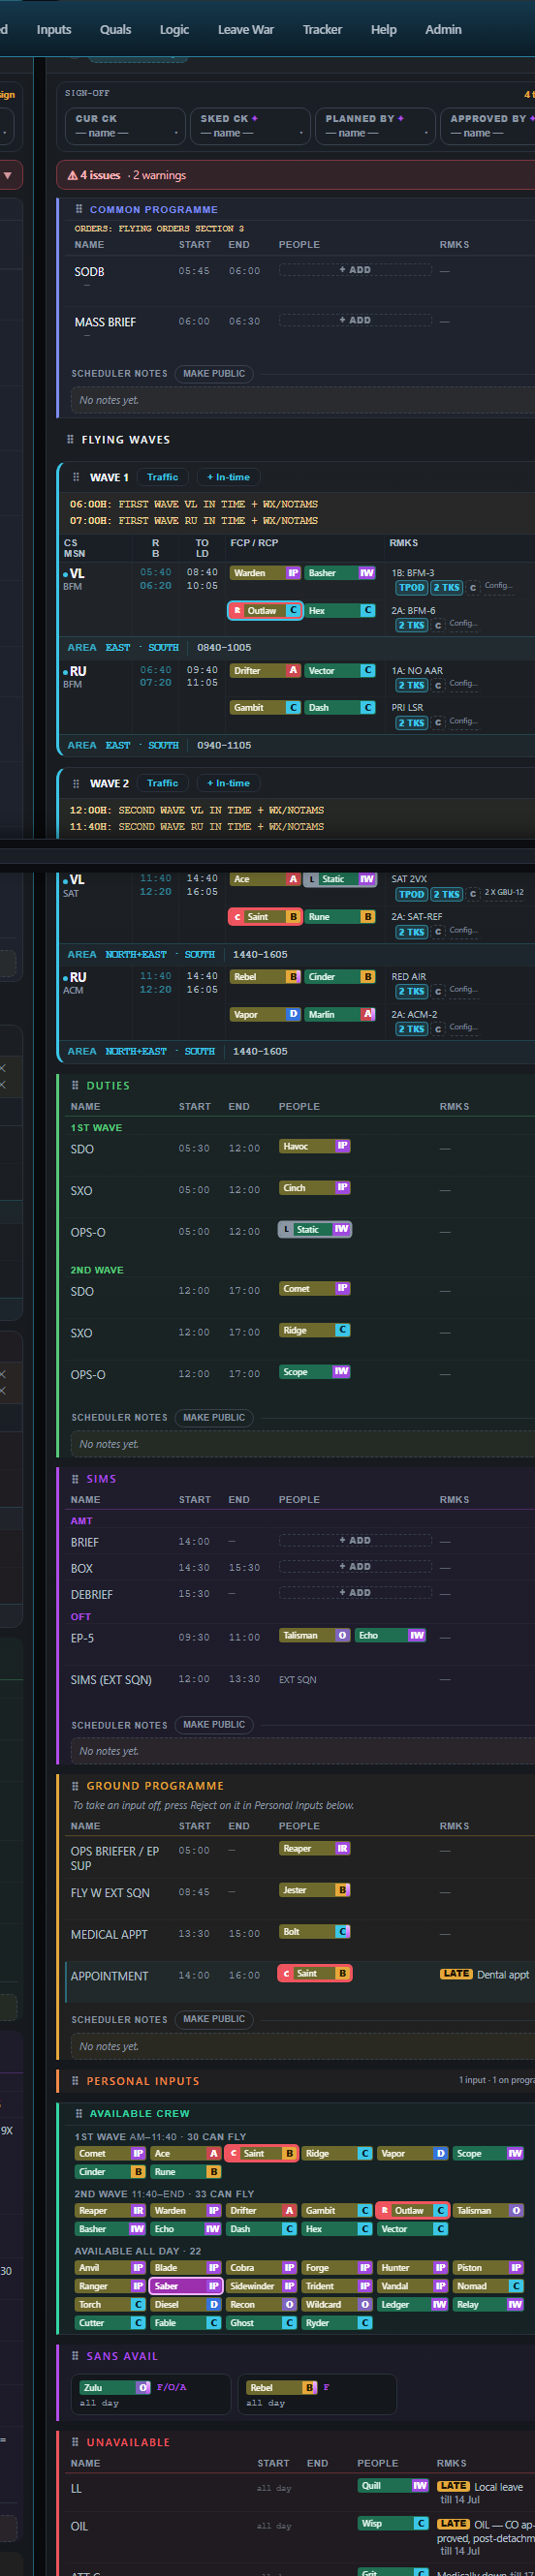 d Inputs Quals Logic Leave War Tracker Help Admin
sign
SIGN-OFF 4 t
CUR CK SKED CK ✦ PLANNED BY ✦ APPROVED BY ✦
— name — — name — — name — — name —
▼ ⚠ 4 issues · 2 warnings
COMMON PROGRAMME
ORDERS: FLYING ORDERS SECTION 3
NAME START END PEOPLE RMKS
SODB 05:45 06:00 + ADD —
—
MASS BRIEF 06:00 06:30 + ADD —
—
SCHEDULER NOTES MAKE PUBLIC
No notes yet.
FLYING WAVES
WAVE 1 Traffic + In-time
06:00H: FIRST WAVE VL IN TIME + WX/NOTAMS
07:00H: FIRST WAVE RU IN TIME + WX/NOTAMS
CS R TO FCP / RCP RMKS
MSN B LD
VL 05:40 08:40 Warden IP Basher IW 1B: BFM-3
BFM 06:20 10:05 TPOD 2 TKS C Config...
R Outlaw C Hex C 2A: BFM-6
2 TKS C Config...
AREA EAST · SOUTH 0840-1005
RU 06:40 09:40 Drifter A Vector C 1A: NO AAR
BFM 07:20 11:05 2 TKS C Config...
Gambit C Dash C PRI LSR
2 TKS C Config...
AREA EAST · SOUTH 0940-1105
WAVE 2 Traffic + In-time
12:00H: SECOND WAVE VL IN TIME + WX/NOTAMS
11:40H: SECOND WAVE RU IN TIME + WX/NOTAMS
VL 11:40 14:40 Ace A L Static IW SAT 2VX
SAT 12:20 16:05 TPOD 2 TKS C 2 X GBU-12
C Saint B Rune B 2A: SAT-REF
2 TKS C Config...
AREA NORTH+EAST · SOUTH 1440-1605
RU 11:40 14:40 Rebel B Cinder B RED AIR
ACM 12:20 16:05 2 TKS C Config...
Vapor D Marlin A 2A: ACM-2
2 TKS C Config...
AREA NORTH+EAST · SOUTH 1440-1605
DUTIES
NAME START END PEOPLE RMKS
1ST WAVE
SDO 05:30 12:00 Havoc IP —
SXO 05:00 12:00 Cinch IP —
OPS-O 05:00 12:00 L Static IW —
2ND WAVE
SDO 12:00 17:00 Comet IP —
SXO 12:00 17:00 Ridge C —
OPS-O 12:00 17:00 Scope IW —
SCHEDULER NOTES MAKE PUBLIC
No notes yet.
SIMS
NAME START END PEOPLE RMKS
AMT
BRIEF 14:00 — + ADD —
BOX 14:30 15:30 + ADD —
DEBRIEF 15:30 — + ADD —
OFT
EP-5 09:30 11:00 Talisman O Echo IW —
SIMS (EXT SQN) 12:00 13:30 EXT SQN —
SCHEDULER NOTES MAKE PUBLIC
No notes yet.
GROUND PROGRAMME
To take an input off, press Reject on it in Personal Inputs below.
NAME START END PEOPLE RMKS
OPS BRIEFER / EP SUP 05:00 — Reaper IR —
FLY W EXT SQN 08:45 — Jester B —
MEDICAL APPT 13:30 15:00 Bolt C —
APPOINTMENT 14:00 16:00 C Saint B LATE Dental appt
SCHEDULER NOTES MAKE PUBLIC
No notes yet.
PERSONAL INPUTS 1 input · 1 on progra
AVAILABLE CREW
9X
1ST WAVE AM–11:40 · 30 CAN FLY
Comet IP Ace A C Saint B Ridge C Vapor D Scope IW
Cinder B Rune B
2ND WAVE 11:40–END · 33 CAN FLY
Reaper IR Warden IP Drifter A Gambit C R Outlaw C Talisman O
Basher IW Echo IW Dash C Hex C Vector C
AVAILABLE ALL DAY · 22
30
Anvil IP Blade IP Cobra IP Forge IP Hunter IP Piston IP
Ranger IP Saber IP Sidewinder IP Trident IP Vandal IP Nomad C
Torch C Diesel D Recon O Wildcard O Ledger IW Relay IW
Cutter C Fable C Ghost C Ryder C
SANS AVAIL
Zulu O F/O/A Rebel B F
all day all day
UNAVAILABLE
=
NAME START END PEOPLE RMKS
LL all day Quill IW LATE Local leave
till 14 Jul
OIL all day Wisp C LATE OIL — CO ap-
proved, post-detachm
till 14 Jul